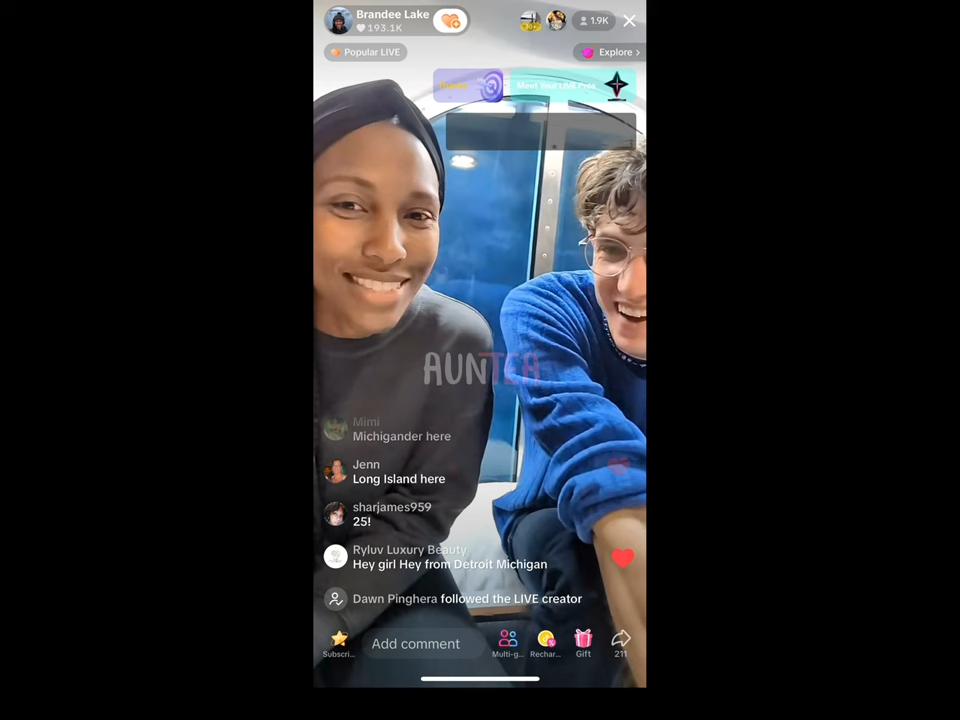 Brandee Lake
193.1K
1.9K
Popular LIVE
Explore >
Meet Your LIVE Pros
AUNTEA
Mimi
Michigander here
Jenn
Long Island here
sharjames959
25!
Ryluv Luxury Beauty
Hey girl Hey from Detroit Michigan
Dawn Pinghera followed the LIVE creator
Add comment
Subscri...
Multi-g...
Rechar...
Gift
211